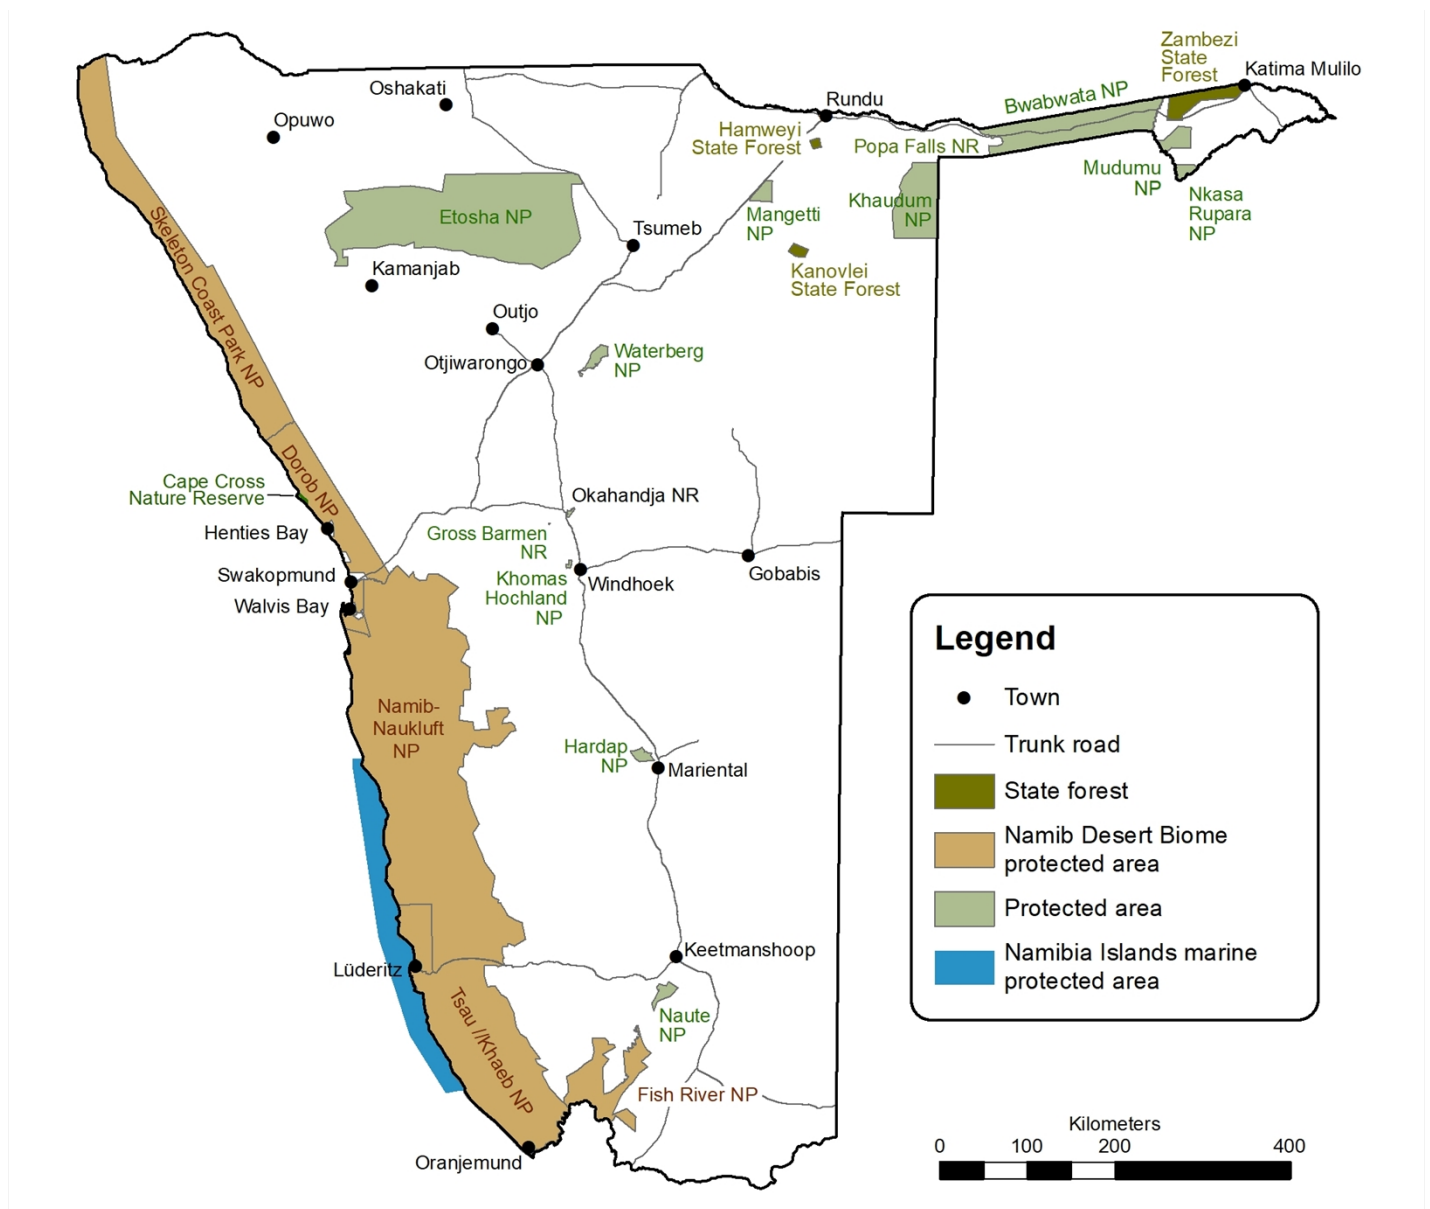 Zambezi
State
Forest
Katima Mulilo
Oshakati
Bwabwata NP
Rundu
Opuwo
Hamweyi
State Forest
Popa Falls NR
Mudumu
NP
Nkasa
Rupara
NP
Khaudum
NP
Mangetti
NP
Etosha NP
Tsumeb
Kamanjab
Kanovlei
State Forest
Skeleton Coast Park NP
Outjo
Otjiwarongo
Waterberg
NP
Dorob NP
Cape Cross
Nature Reserve
Okahandja NR
Henties Bay
Gross Barmen
NR
Swakopmund
Khomas
Hochland
NP
Windhoek
Gobabis
Walvis Bay
Namib-
Naukluft
NP
Hardap
NP
Mariental
Keetmanshoop
Lüderitz
Tsau //Khaeb NP
Naute
NP
Fish River NP
Oranjemund
Legend
Town
Trunk road
State forest
Namib Desert Biome
protected area
Protected area
Namibia Islands marine
protected area
Kilometers
0 100 200 400